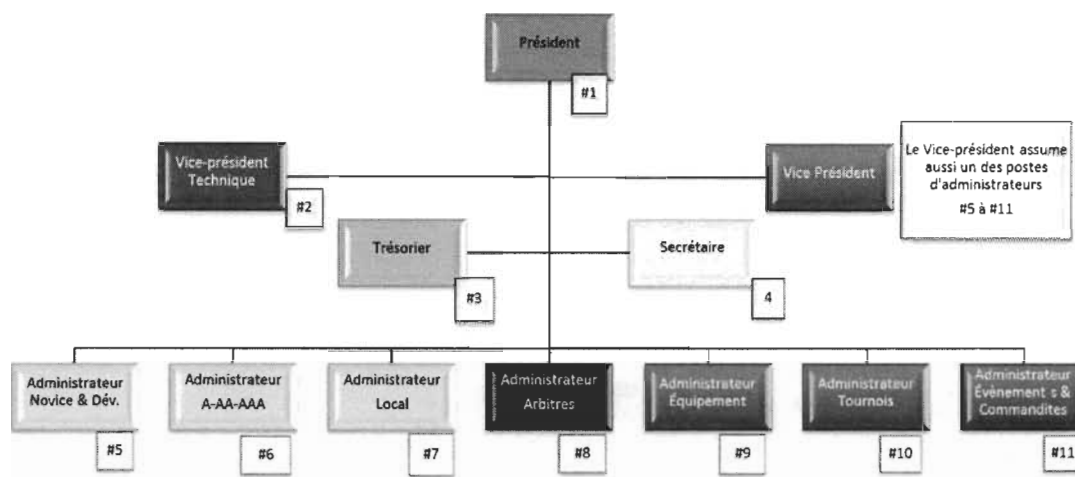 Président
#1
Vice-président
Technique
#2
Vice Président
Le Vice-président assume
aussi un des postes
d'administrateurs
#5 à #11
Trésorier
#3
Secrétaire
4
Administrateur
Novice & Dév.
#5
Administrateur
A-AA-AAA
#6
Administrateur
Local
#7
Administrateur
Arbitres
#8
Administrateur
Équipement
#9
Administrateur
Tournois
#10
Administrateur
Évènement s &
Commandites
#11